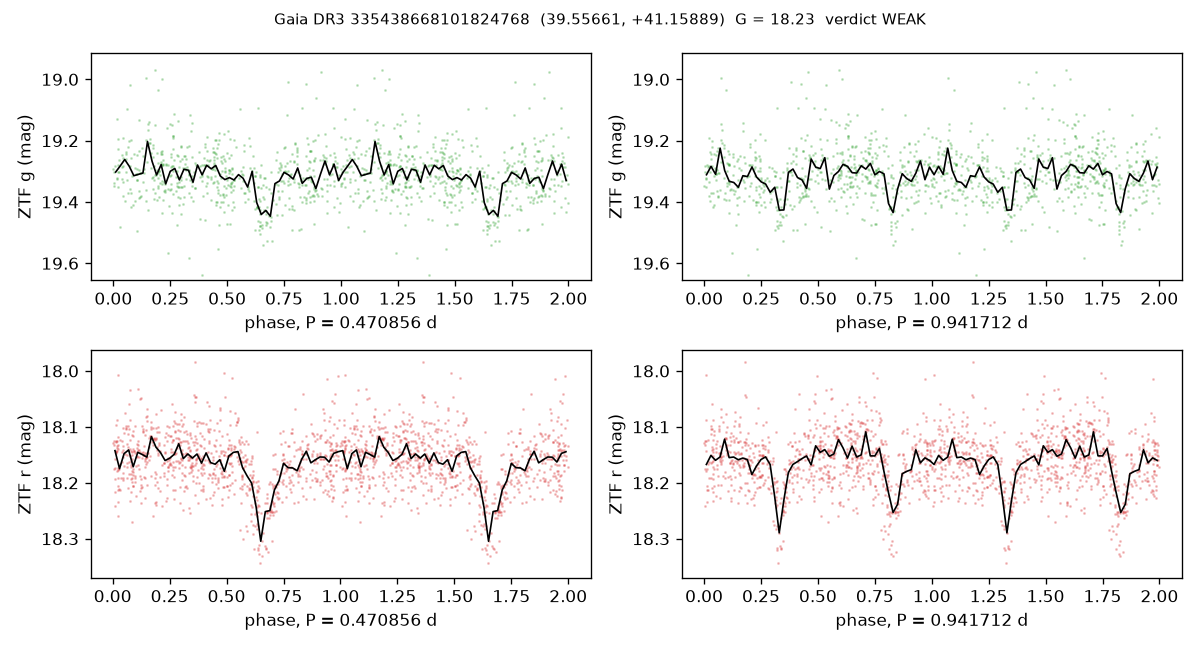 Gaia DR3 335438668101824768  (39.55661, +41.15889)  G = 18.23  verdict WEAK
ZTF g (mag)
19.0
19.2
19.4
19.6
0.00 0.25 0.50 0.75 1.00 1.25 1.50 1.75 2.00
phase, P = 0.470856 d
ZTF g (mag)
19.0
19.2
19.4
19.6
0.00 0.25 0.50 0.75 1.00 1.25 1.50 1.75 2.00
phase, P = 0.941712 d
ZTF r (mag)
18.0
18.1
18.2
18.3
0.00 0.25 0.50 0.75 1.00 1.25 1.50 1.75 2.00
phase, P = 0.470856 d
ZTF r (mag)
18.0
18.1
18.2
18.3
0.00 0.25 0.50 0.75 1.00 1.25 1.50 1.75 2.00
phase, P = 0.941712 d